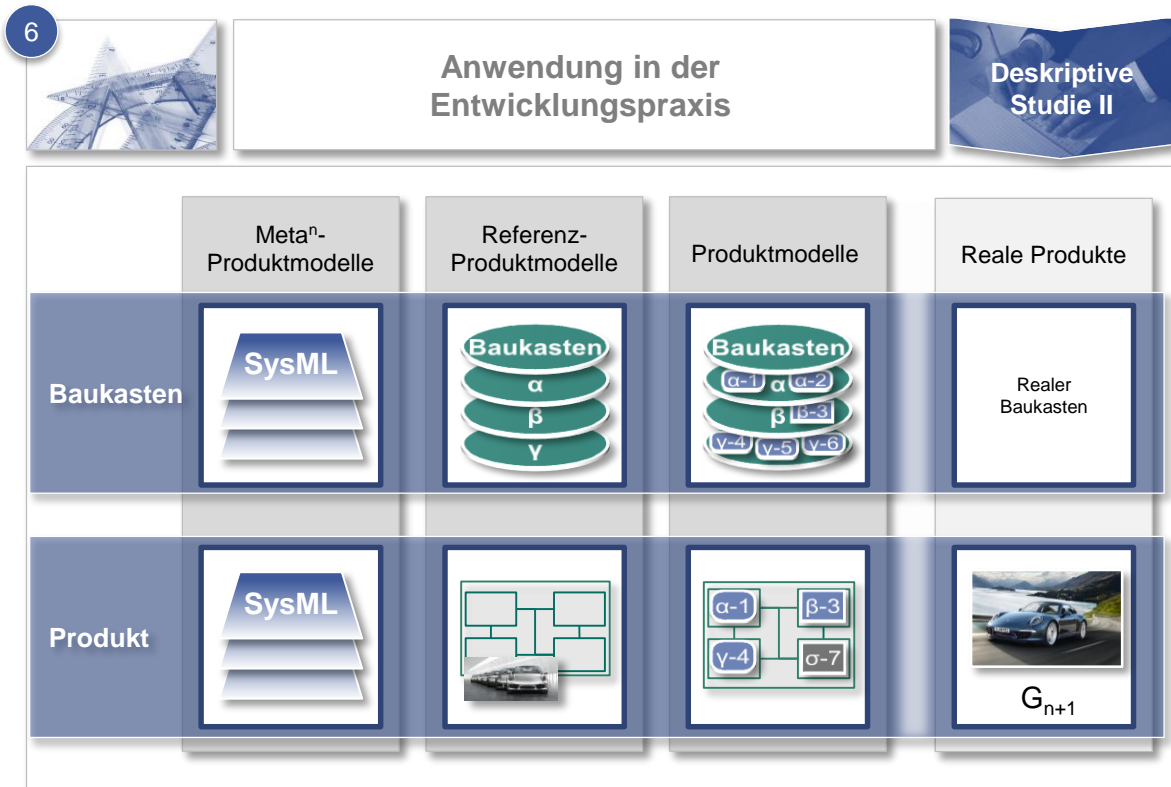 6
Anwendung in der
Entwicklungspraxis
Deskriptive
Studie II
Metaⁿ-
Produktmodelle
Referenz-
Produktmodelle
Produktmodelle
Reale Produkte
Baukasten
SysML
Baukasten
α
β
γ
Baukasten
α-1 α α-2
β β-3
γ-4 γ-5 γ-6
Realer
Baukasten
Produkt
SysML
α-1 β-3
γ-4 σ-7
Gₙ₊₁